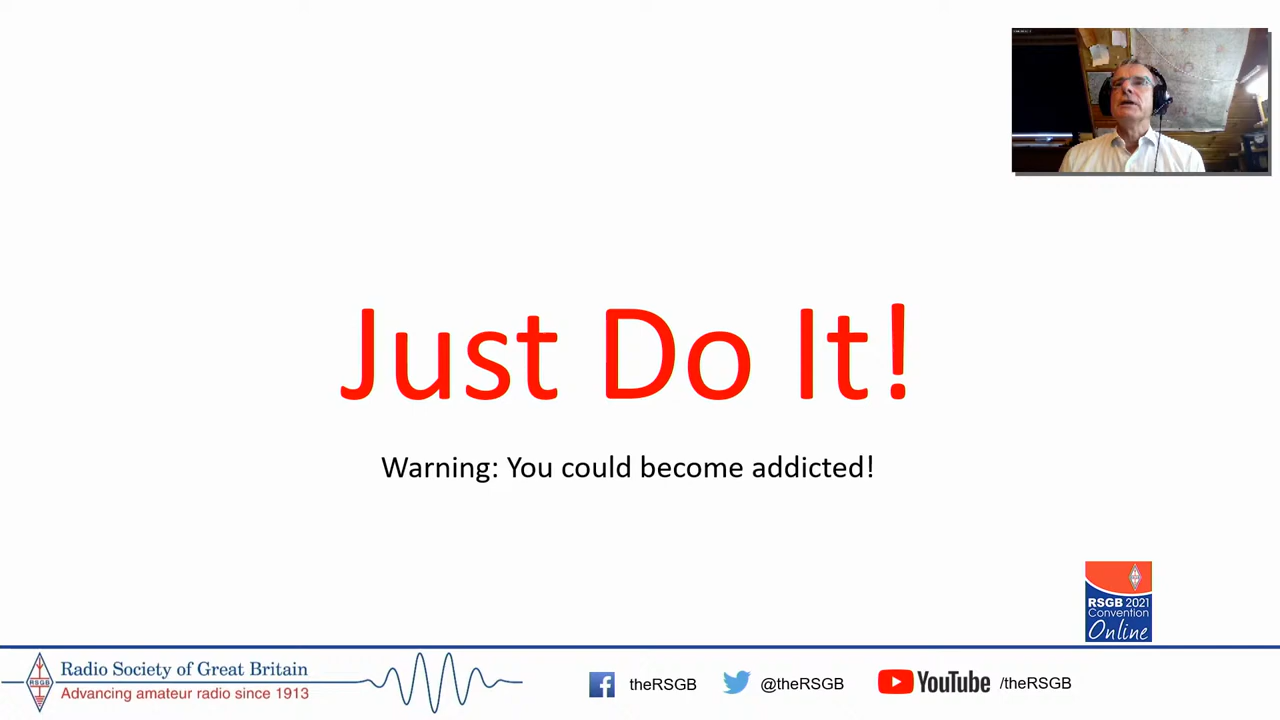 Just Do It!
Warning: You could become addicted!
RSGB 2021
Convention
Online
RSGB
Radio Society of Great Britain
Advancing amateur radio since 1913
theRSGB
@theRSGB
YouTube /theRSGB